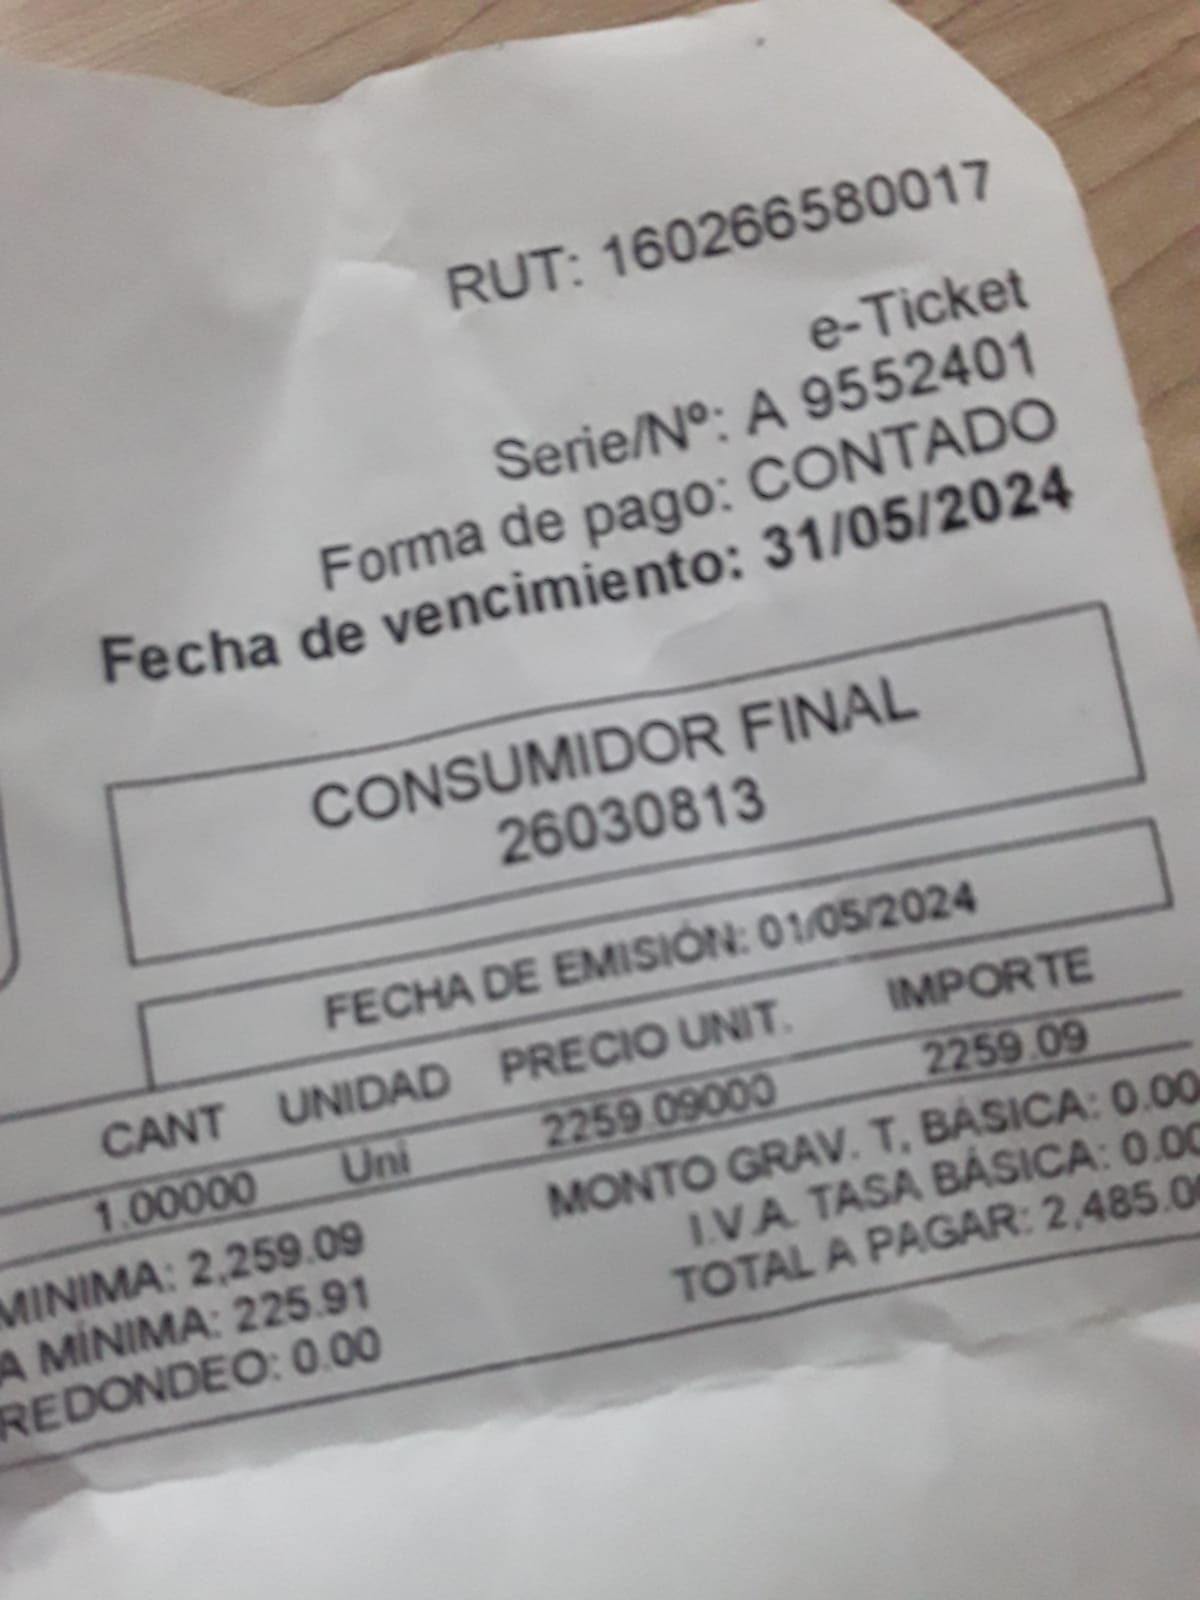 RUT: 160266580017
e-Ticket
Serie/Nº: A 9552401
Forma de pago: CONTADO
Fecha de vencimiento: 31/05/2024
CONSUMIDOR FINAL
26030813
FECHA DE EMISIÓN: 01/05/2024
CANT UNIDAD PRECIO UNIT. IMPORTE
1.00000 Uni 2259.09000 2259.09
MINIMA: 2,259.09 MONTO GRAV. T. BÁSICA: 0.00
A MÍNIMA: 225.91 I.V.A. TASA BÁSICA: 0.00
REDONDEO: 0.00 TOTAL A PAGAR: 2,485.0